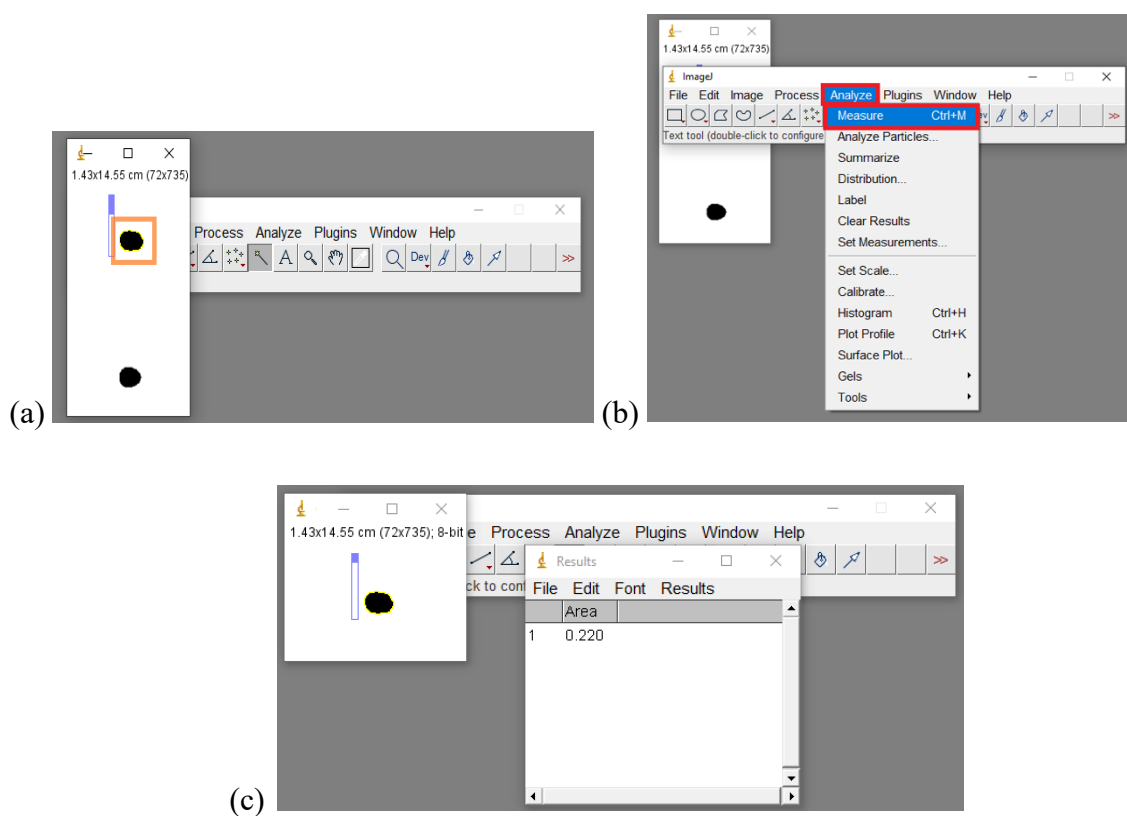 1.43x14.55 cm (72x735)
Process Analyze Plugins Window Help
A Dev >>
(a)
1.43x14.55 cm (72x735)
ImageJ
File Edit Image Process Analyze Plugins Window Help
>>
Text tool (double-click to configure
Measure Ctrl+M
Analyze Particles...
Summarize
Distribution...
Label
Clear Results
Set Measurements...
Set Scale...
Calibrate...
Histogram Ctrl+H
Plot Profile Ctrl+K
Surface Plot...
Gels
Tools
(b)
1.43x14.55 cm (72x735); 8-bit
e Process Analyze Plugins Window Help
>>
ck to conf
Results
File Edit Font Results
Area
1 0.220
(c)